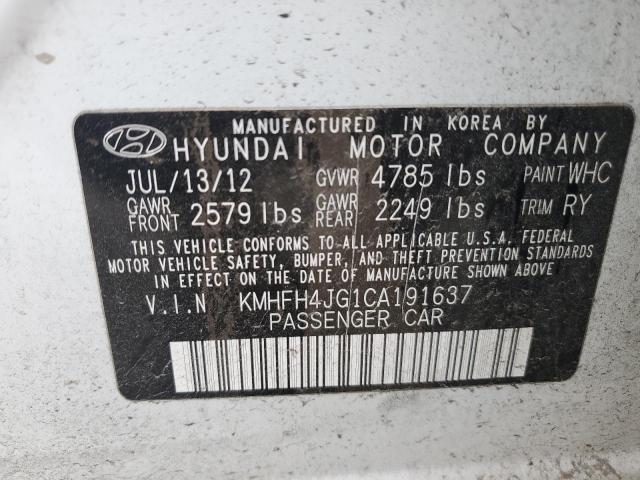 MANUFACTURED IN KOREA BY
HYUNDAI MOTOR COMPANY
JUL/13/12 GVWR 4785 lbs PAINT WHC
GAWR FRONT 2579 lbs GAWR REAR 2249 lbs TRIM RY
THIS VEHICLE CONFORMS TO ALL APPLICABLE U.S.A. FEDERAL
MOTOR VEHICLE SAFETY, BUMPER, AND THEFT PREVENTION STANDARDS
IN EFFECT ON THE DATE OF MANUFACTURE SHOWN ABOVE
V.I.N KMHFH4JG1CA191637
PASSENGER CAR